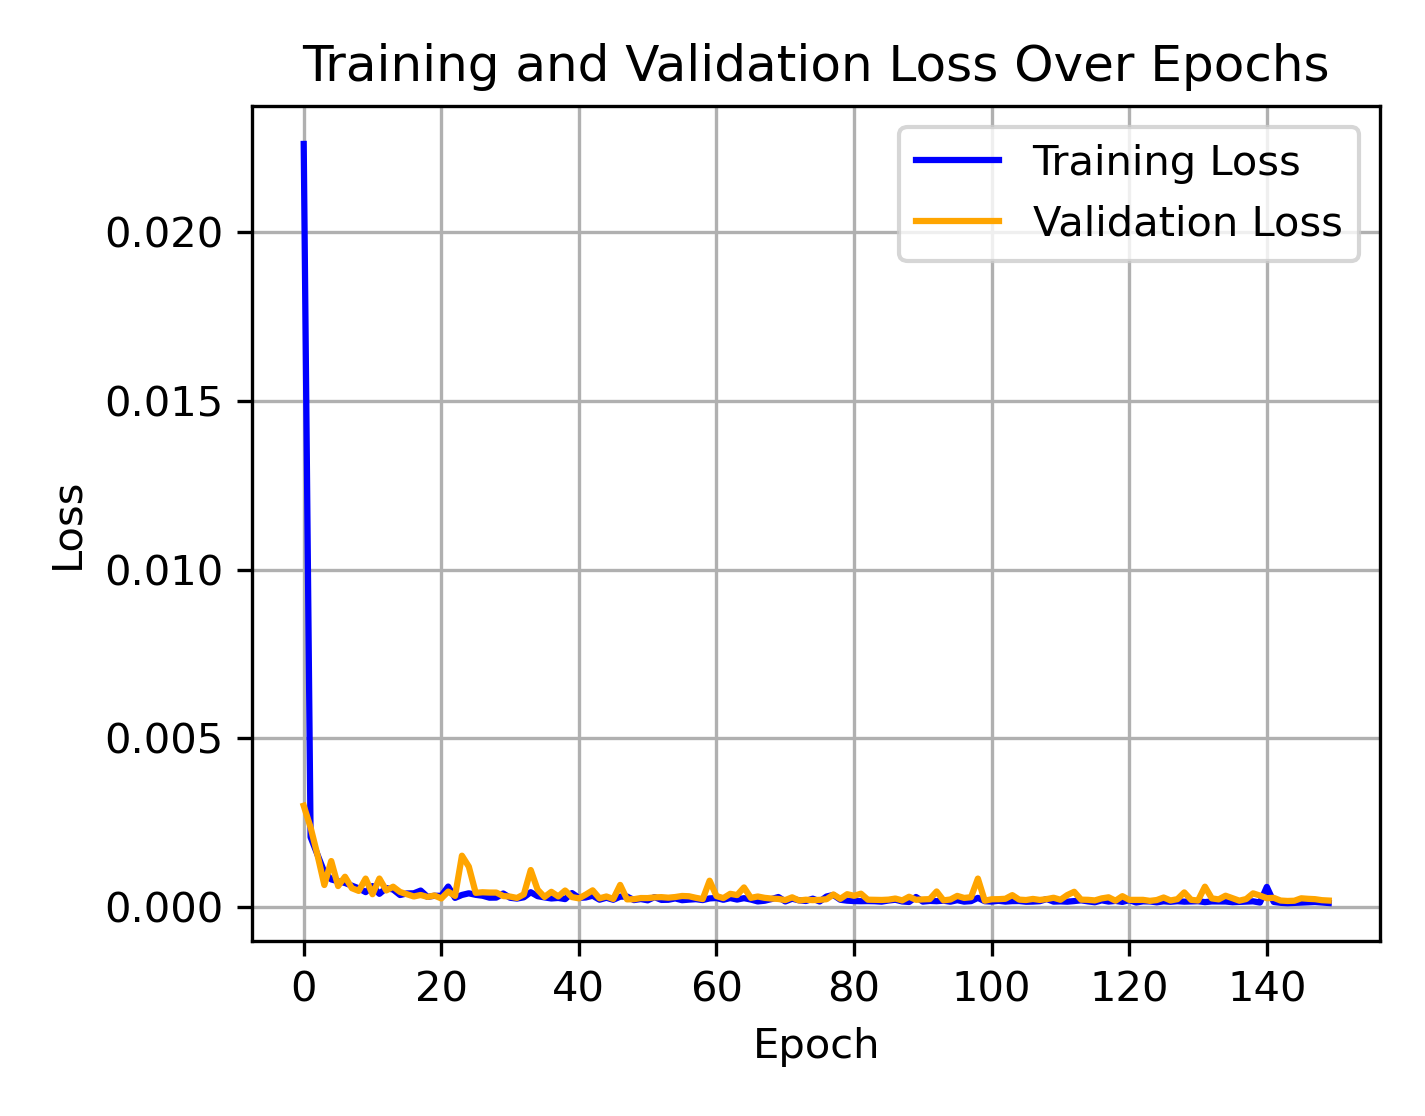 Training and Validation Loss Over Epochs
Training Loss
Validation Loss
0.020
0.015
0.010
0.005
0.000
Loss
0 20 40 60 80 100 120 140
Epoch